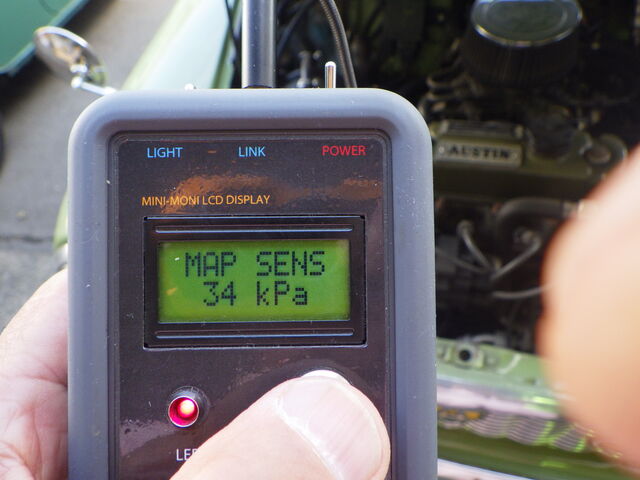 LIGHT LINK POWER
MINI-MONI LCD DISPLAY
MAP SENS
34 kPa
AUSTIN